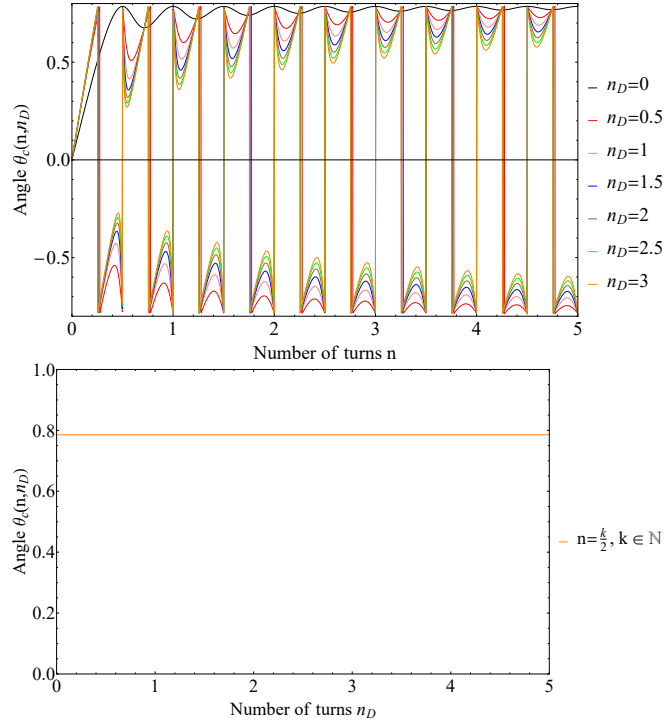 Angle θc(n,nD)
0.5
0.0
-0.5
0
1
2
3
4
5
Number of turns n
nD=0
nD=0.5
nD=1
nD=1.5
nD=2
nD=2.5
nD=3
Angle θc(n,nD)
1.0
0.8
0.6
0.4
0.2
0.0
0
1
2
3
4
5
Number of turns nD
n=k/2, k ∈ ℕ